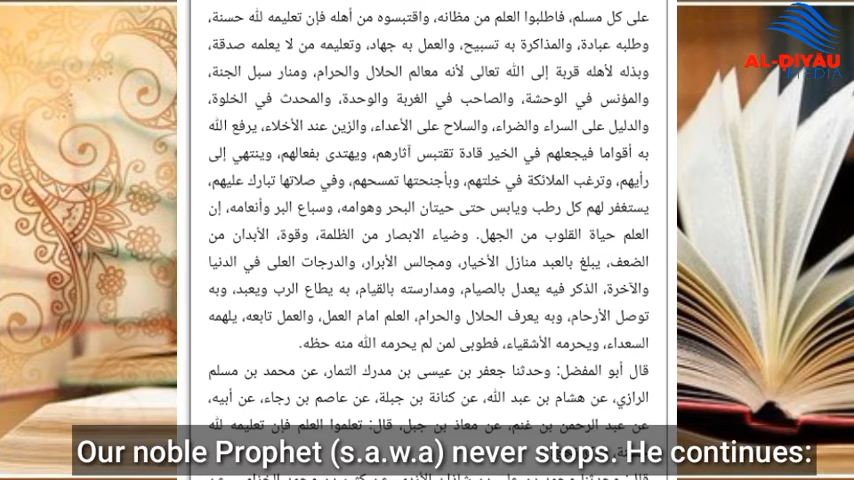 على كل مسلم، فاطلبوا العلم من مظانه، واقتبسوه من أهله فإن تعليمه لله حسنة،
وطلبه عبادة، والمذاكرة به تسبيح، والعمل به جهاد، وتعليمه من لا يعلمه صدقة،
وبذله لأهله قربة إلى الله تعالى لأنه معالم الحلال والحرام، ومنار سبل الجنة،
والمؤنس في الوحشة، والصاحب في الغربة والوحدة، والمحدث في الخلوة،
والدليل على السراء والضراء، والسلاح على الأعداء، والزين عند الأخلاء، يرفع الله
به أقواما فيجعلهم في الخير قادة تقتبس آثارهم، ويهتدى بفعالهم، وينتهي إلى
رأيهم، وترغب الملائكة في خلتهم، وبأجنحتها تمسحهم، وفي صلاتها تبارك عليهم،
يستغفر لهم كل رطب ويابس حتى حيتان البحر وهوامه، وسباع البر وأنعامه، إن
العلم حياة القلوب من الجهل. وضياء الابصار من الظلمة، وقوة، الأبدان من
الضعف، يبلغ بالعبد منازل الأخيار، ومجالس الأبرار، والدرجات العلى في الدنيا
والآخرة، الذكر فيه يعدل بالصيام، ومدارسته بالقيام، به يطاع الرب ويعبد، وبه
توصل الأرحام، وبه يعرف الحلال والحرام، العلم امام العمل، والعمل تابعه، يلهمه
السعداء، ويحرمه الأشقياء، فطوبى لمن لم يحرمه الله منه حظه.
قال أبو المفضل: وحدثنا جعفر بن عيسى بن مدرك التمار، عن محمد بن مسلم
الرازي، عن هشام بن عبد الله، عن كنانة بن جبلة، عن عاصم بن رجاء، عن أبيه،
عن عبد الرحمن بن غنم، عن معاذ بن جبل، قال: تعلموا العلم فإن تعليمه لله
Our noble Prophet (s.a.w.a) never stops. He continues:
AL-DIYĀU
MEDIA